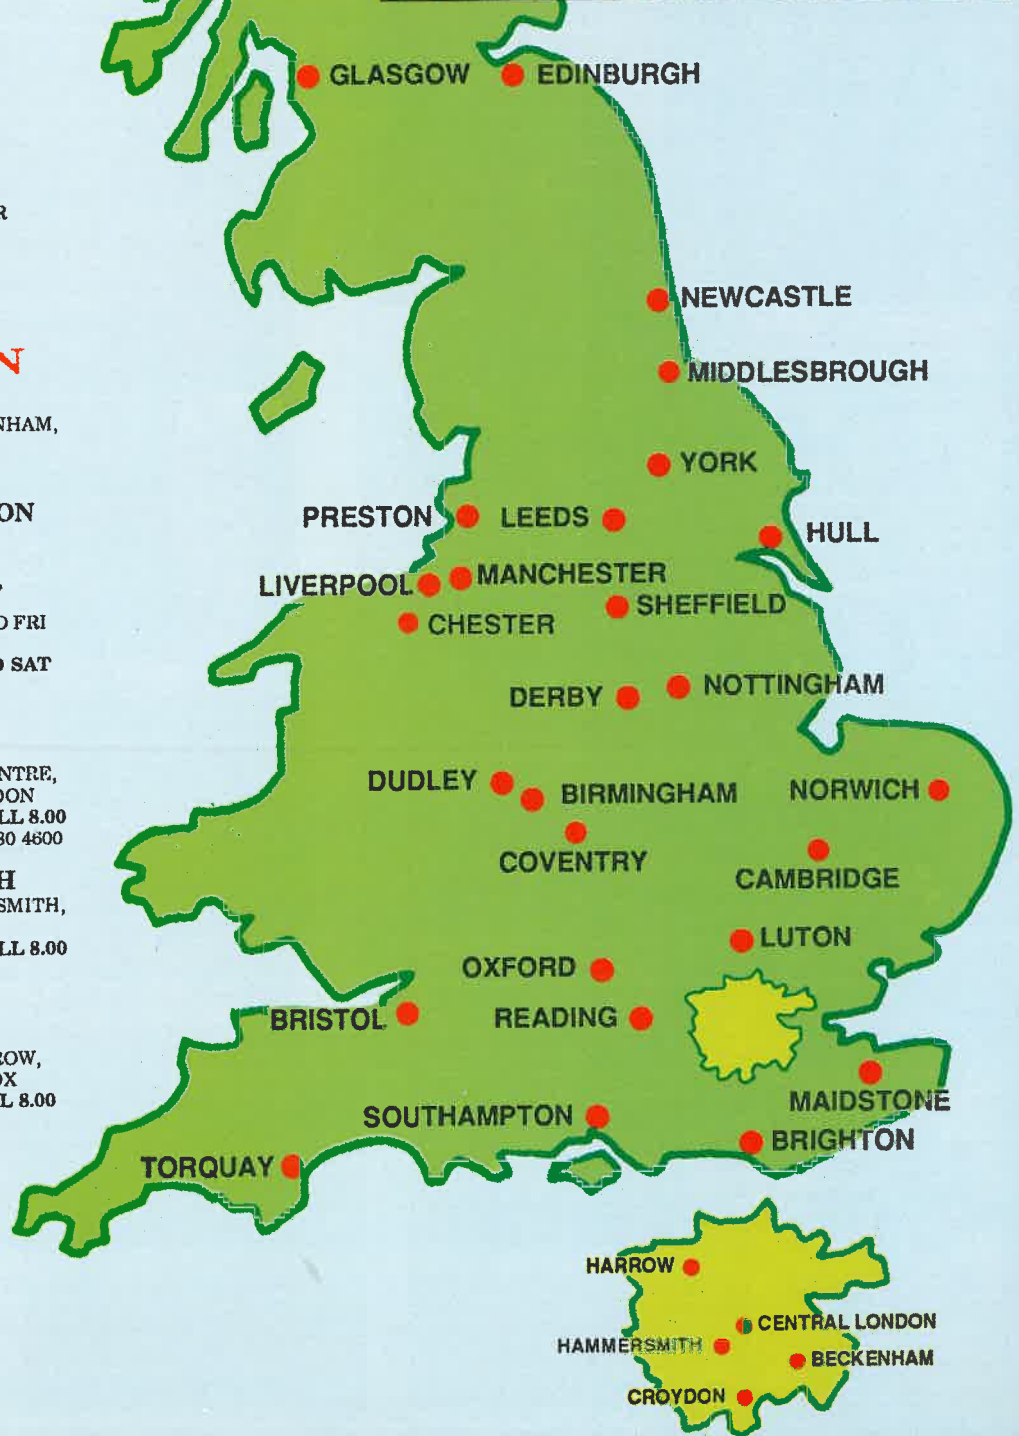 GLASGOW
EDINBURGH
R
NEWCASTLE
N
MIDDLESBROUGH
NHAM,
YORK
ON
PRESTON
LEEDS
HULL
LIVERPOOL
MANCHESTER
SHEFFIELD
D FRI
CHESTER
SAT
NOTTINGHAM
DERBY
NTRE,
DUDLEY
BIRMINGHAM
NORWICH
DON
LL 8.00
30 4600
COVENTRY
CAMBRIDGE
H
SMITH,
LUTON
LL 8.00
OXFORD
BRISTOL
READING
ROW,
OX
L 8.00
MAIDSTONE
SOUTHAMPTON
BRIGHTON
TORQUAY
HARROW
CENTRAL LONDON
HAMMERSMITH
BECKENHAM
CROYDON